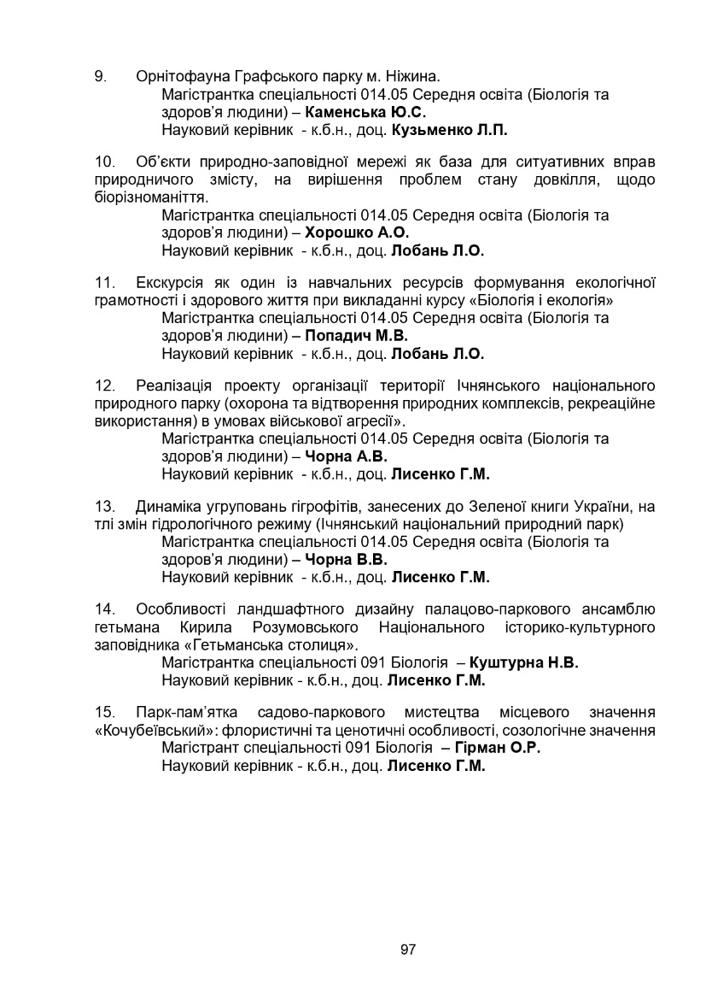 9. Орнітофауна Графського парку м. Ніжина.
Магістрантка спеціальності 014.05 Середня освіта (Біологія та
здоров’я людини) – Каменська Ю.С.
Науковий керівник - к.б.н., доц. Кузьменко Л.П.
10. Об’єкти природно-заповідної мережі як база для ситуативних вправ
природничого змісту, на вирішення проблем стану довкілля, щодо
біорізноманіття.
Магістрантка спеціальності 014.05 Середня освіта (Біологія та
здоров’я людини) – Хорошко А.О.
Науковий керівник - к.б.н., доц. Лобань Л.О.
11. Екскурсія як один із навчальних ресурсів формування екологічної
грамотності і здорового життя при викладанні курсу «Біологія і екологія»
Магістрантка спеціальності 014.05 Середня освіта (Біологія та
здоров’я людини) – Попадич М.В.
Науковий керівник - к.б.н., доц. Лобань Л.О.
12. Реалізація проекту організації території Ічнянського національного
природного парку (охорона та відтворення природних комплексів, рекреаційне
використання) в умовах військової агресії».
Магістрантка спеціальності 014.05 Середня освіта (Біологія та
здоров’я людини) – Чорна А.В.
Науковий керівник - к.б.н., доц. Лисенко Г.М.
13. Динаміка угруповань гігрофітів, занесених до Зеленої книги України, на
тлі змін гідрологічного режиму (Ічнянський національний природний парк)
Магістрантка спеціальності 014.05 Середня освіта (Біологія та
здоров’я людини) – Чорна В.В.
Науковий керівник - к.б.н., доц. Лисенко Г.М.
14. Особливості ландшафтного дизайну палацово-паркового ансамблю
гетьмана Кирила Розумовського Національного історико-культурного
заповідника «Гетьманська столиця».
Магістрантка спеціальності 091 Біологія – Куштурна Н.В.
Науковий керівник - к.б.н., доц. Лисенко Г.М.
15. Парк-пам’ятка садово-паркового мистецтва місцевого значення
«Кочубеївський»: флористичні та ценотичні особливості, созологічне значення
Магістрант спеціальності 091 Біологія – Гірман О.Р.
Науковий керівник - к.б.н., доц. Лисенко Г.М.
97